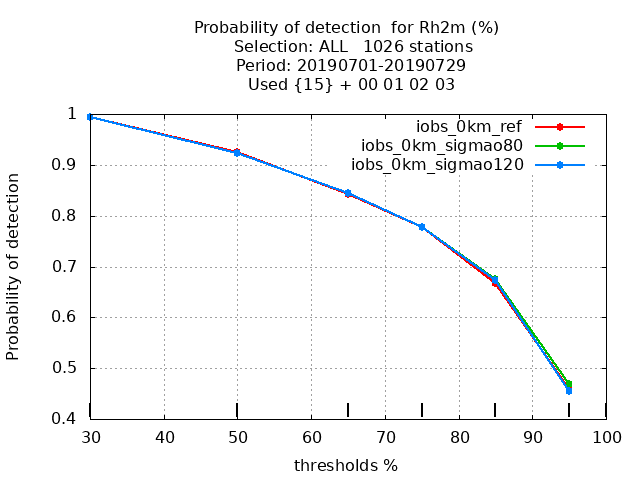 Probability of detection  for Rh2m (%)
Selection: ALL   1026 stations
Period: 20190701-20190729
Used {15} + 00 01 02 03
iobs_0km_ref
iobs_0km_sigmao80
iobs_0km_sigmao120
1
0.9
0.8
0.7
0.6
0.5
0.4
Probability of detection
30 40 50 60 70 80 90 100
thresholds %